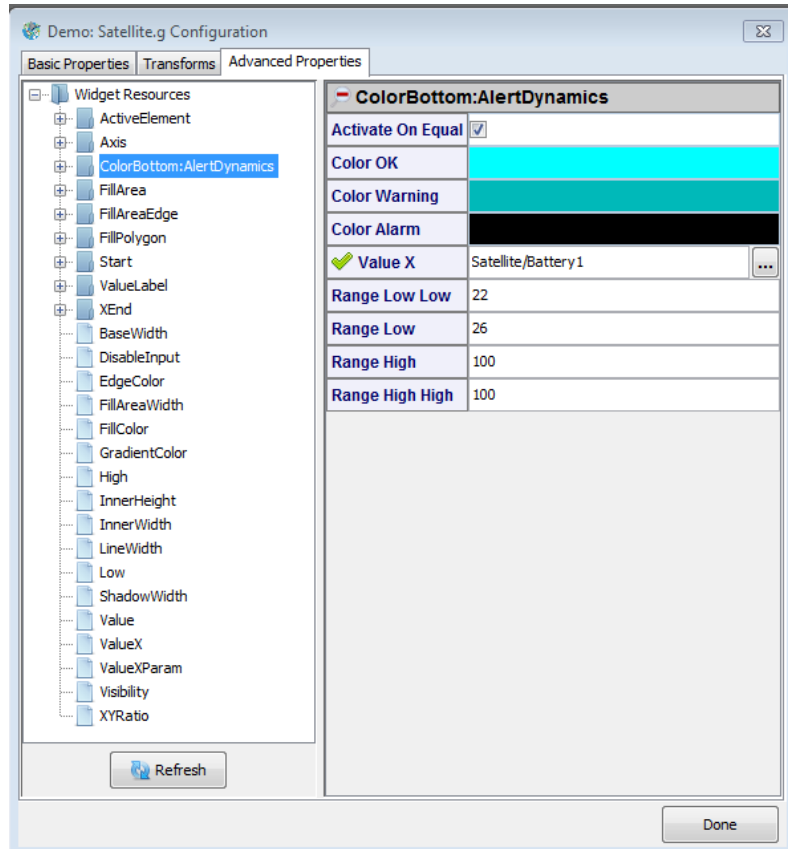 Demo: Satellite.g Configuration
Basic Properties Transforms Advanced Properties
Widget Resources
ActiveElement
Axis
ColorBottom:AlertDynamics
FillArea
FillAreaEdge
FillPolygon
Start
ValueLabel
XEnd
BaseWidth
DisableInput
EdgeColor
FillAreaWidth
FillColor
GradientColor
High
InnerHeight
InnerWidth
LineWidth
Low
ShadowWidth
Value
ValueX
ValueXParam
Visibility
XYRatio
Refresh
ColorBottom:AlertDynamics
Activate On Equal
Color OK
Color Warning
Color Alarm
Value X Satellite/Battery1 ...
Range Low Low 22
Range Low 26
Range High 100
Range High High 100
Done